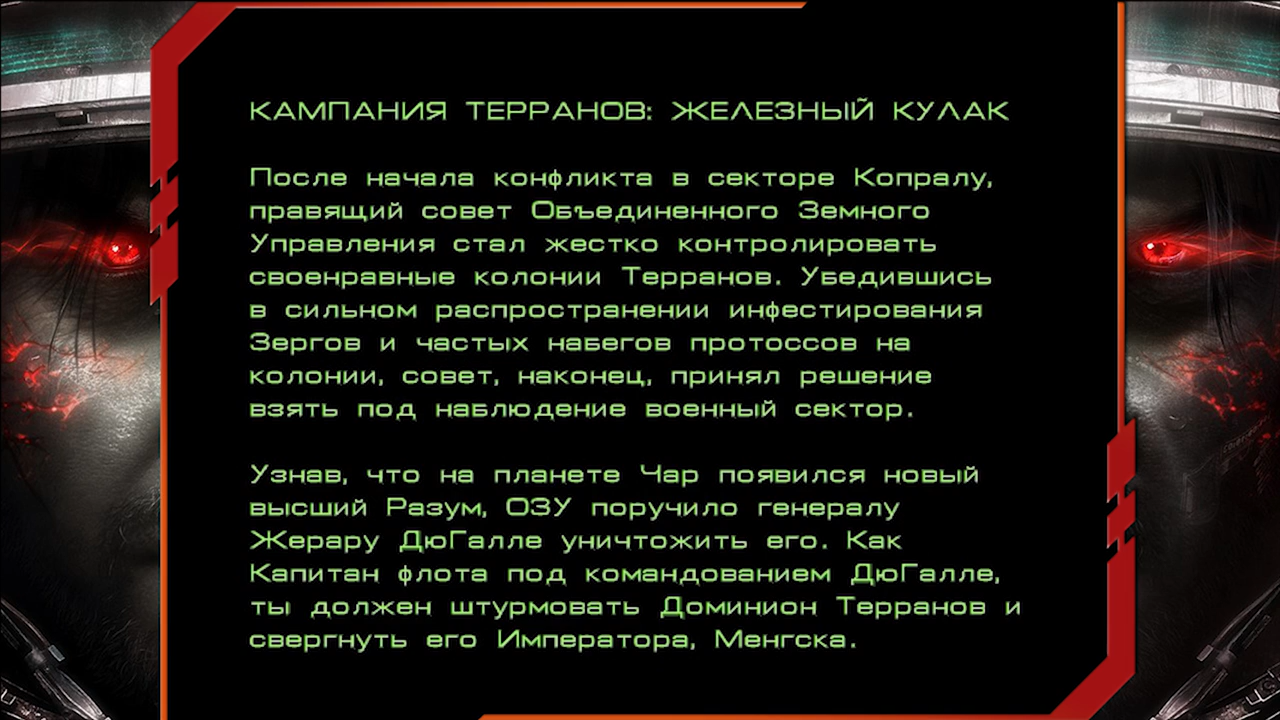 КАМПАНИЯ ТЕРРАНОВ: ЖЕЛЕЗНЫЙ КУЛАК
После начала конфликта в секторе Копралу,
правящий совет Объединенного Земного
Управления стал жестко контролировать
своенравные колонии Терранов. Убедившись
в сильном распространении инфестирования
Зергов и частых набегов протоссов на
колонии, совет, наконец, принял решение
взять под наблюдение военный сектор.
Узнав, что на планете Чар появился новый
высший Разум, ОЗУ поручило генералу
Жерару ДюГалле уничтожить его. Как
Капитан флота под командованием ДюГалле,
ты должен штурмовать Доминион Терранов и
свергнуть его Императора, Менгска.